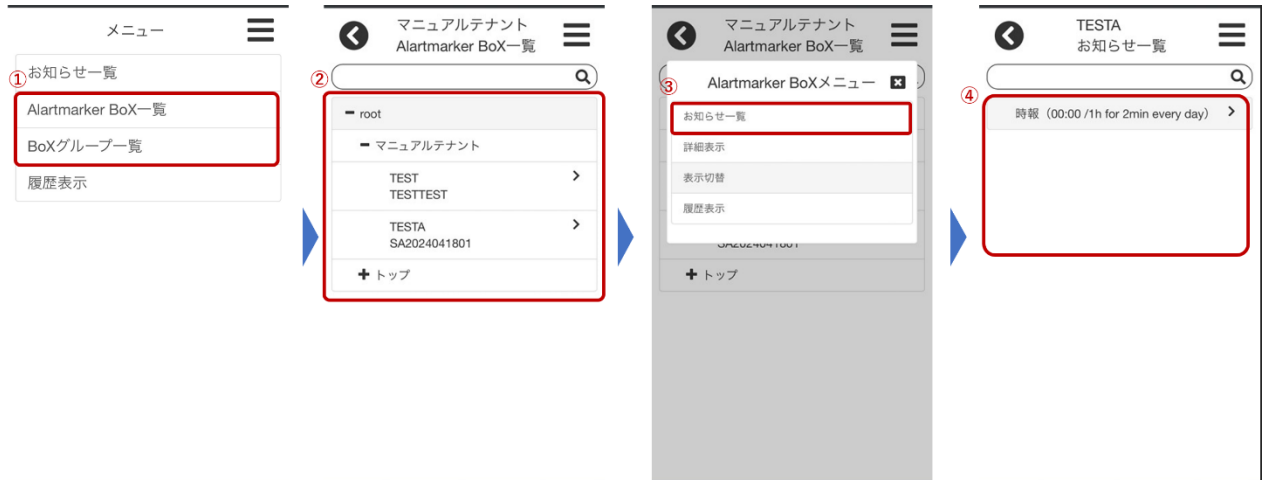 メニュー
①
お知らせ一覧
Alartmarker BoX一覧
BoXグループ一覧
履歴表示
マニュアルテナント
Alartmarker BoX一覧
②
root
マニュアルテナント
TEST
TESTTEST
TESTA
SA2024041801
トップ
マニュアルテナント
Alartmarker BoX一覧
③
Alartmarker BoXメニュー
お知らせ一覧
詳細表示
表示切替
履歴表示
SA2024041801
トップ
TESTA
お知らせ一覧
④
時報（00:00 /1h for 2min every day）